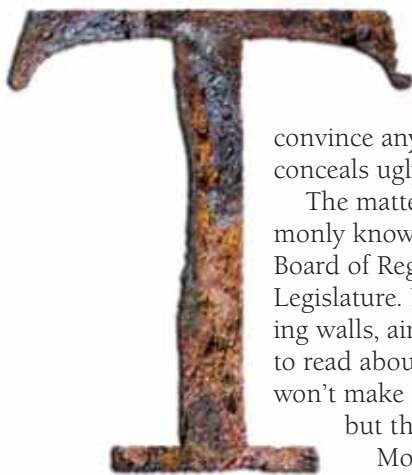 T
convince any
conceals ugl
The matte
monly know
Board of Reg
Legislature.
ing walls, air
to read abou
won't make
but th
Mo